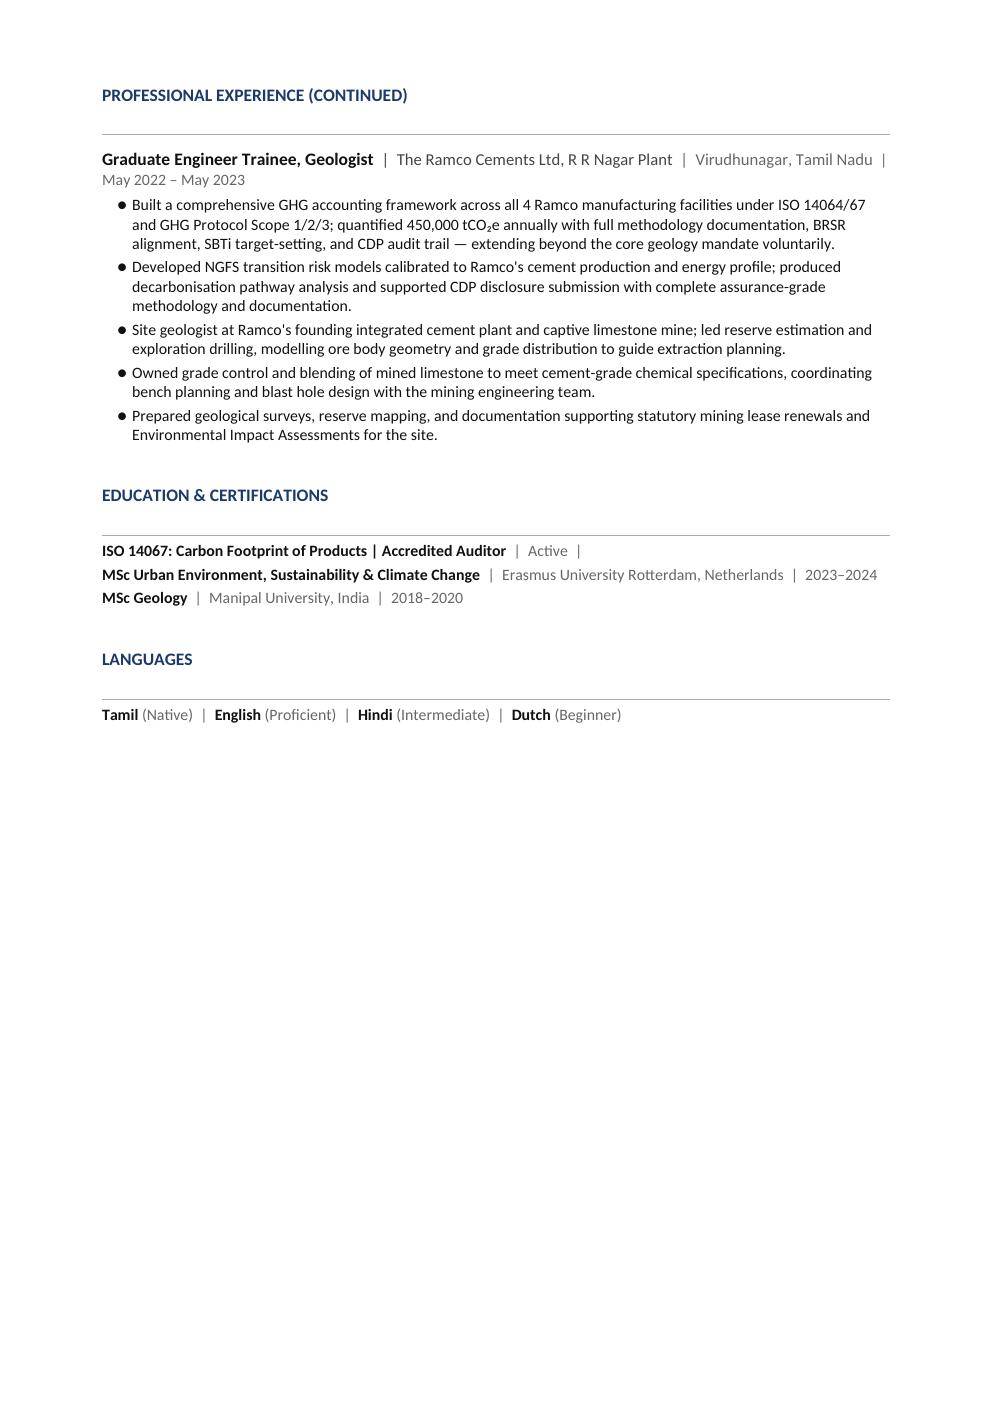 PROFESSIONAL EXPERIENCE (CONTINUED)
Graduate Engineer Trainee, Geologist | The Ramco Cements Ltd, R R Nagar Plant | Virudhunagar, Tamil Nadu |
May 2022 – May 2023
● Built a comprehensive GHG accounting framework across all 4 Ramco manufacturing facilities under ISO 14064/67
and GHG Protocol Scope 1/2/3; quantified 450,000 tCO₂e annually with full methodology documentation, BRSR
alignment, SBTi target-setting, and CDP audit trail — extending beyond the core geology mandate voluntarily.
● Developed NGFS transition risk models calibrated to Ramco's cement production and energy profile; produced
decarbonisation pathway analysis and supported CDP disclosure submission with complete assurance-grade
methodology and documentation.
● Site geologist at Ramco's founding integrated cement plant and captive limestone mine; led reserve estimation and
exploration drilling, modelling ore body geometry and grade distribution to guide extraction planning.
● Owned grade control and blending of mined limestone to meet cement-grade chemical specifications, coordinating
bench planning and blast hole design with the mining engineering team.
● Prepared geological surveys, reserve mapping, and documentation supporting statutory mining lease renewals and
Environmental Impact Assessments for the site.
EDUCATION & CERTIFICATIONS
ISO 14067: Carbon Footprint of Products | Accredited Auditor | Active |
MSc Urban Environment, Sustainability & Climate Change | Erasmus University Rotterdam, Netherlands | 2023–2024
MSc Geology | Manipal University, India | 2018–2020
LANGUAGES
Tamil (Native) | English (Proficient) | Hindi (Intermediate) | Dutch (Beginner)